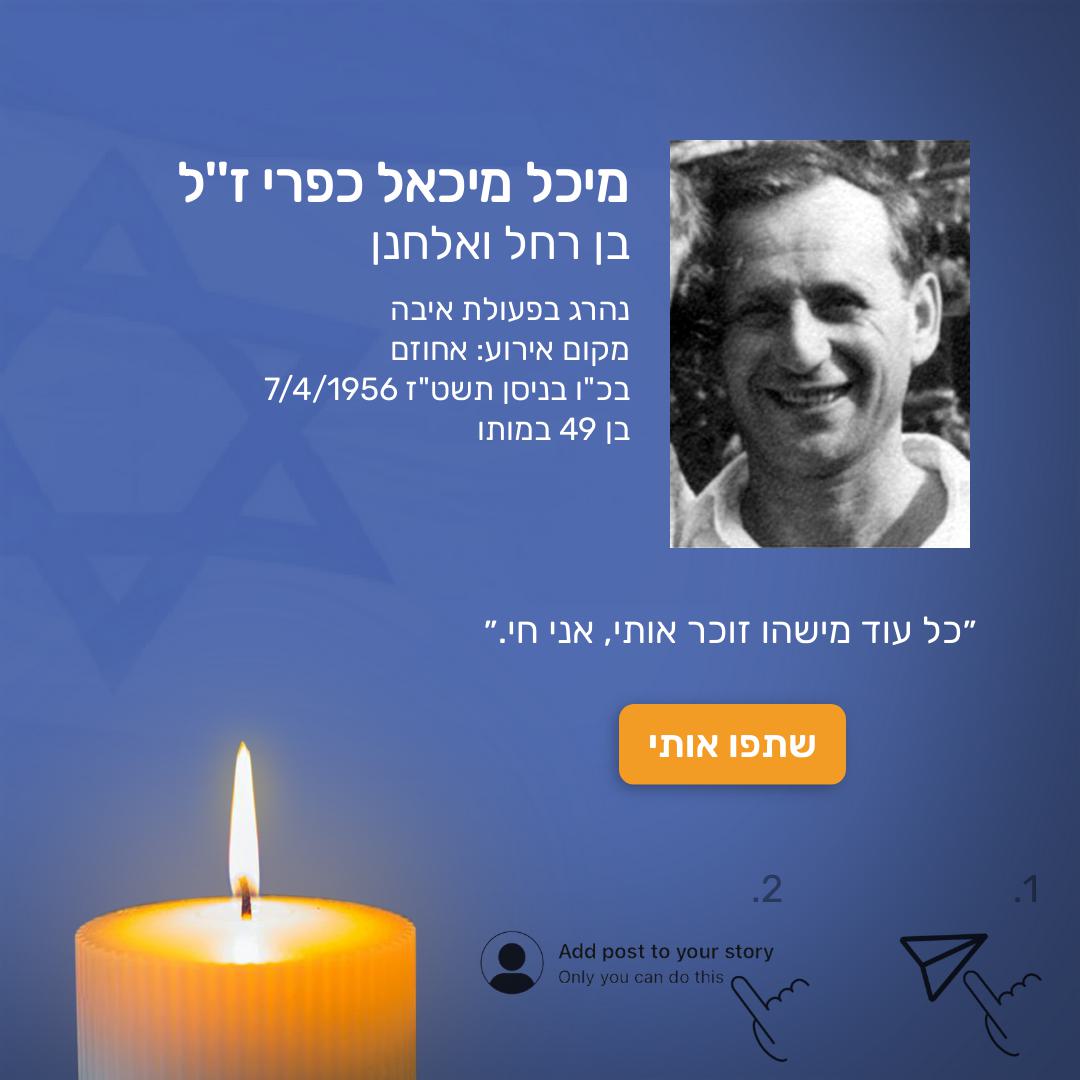 מיכל מיכאל כפרי ז"ל
בן רחל ואלחנן
נהרג בפעולת איבה
מקום אירוע: אחוזם
בכ"ו בניסן תשט"ז 7/4/1956
בן 49 במותו
"כל עוד מישהו זוכר אותי, אני חי."
שתפו אותי
1.
2.
Add post to your story
Only you can do this